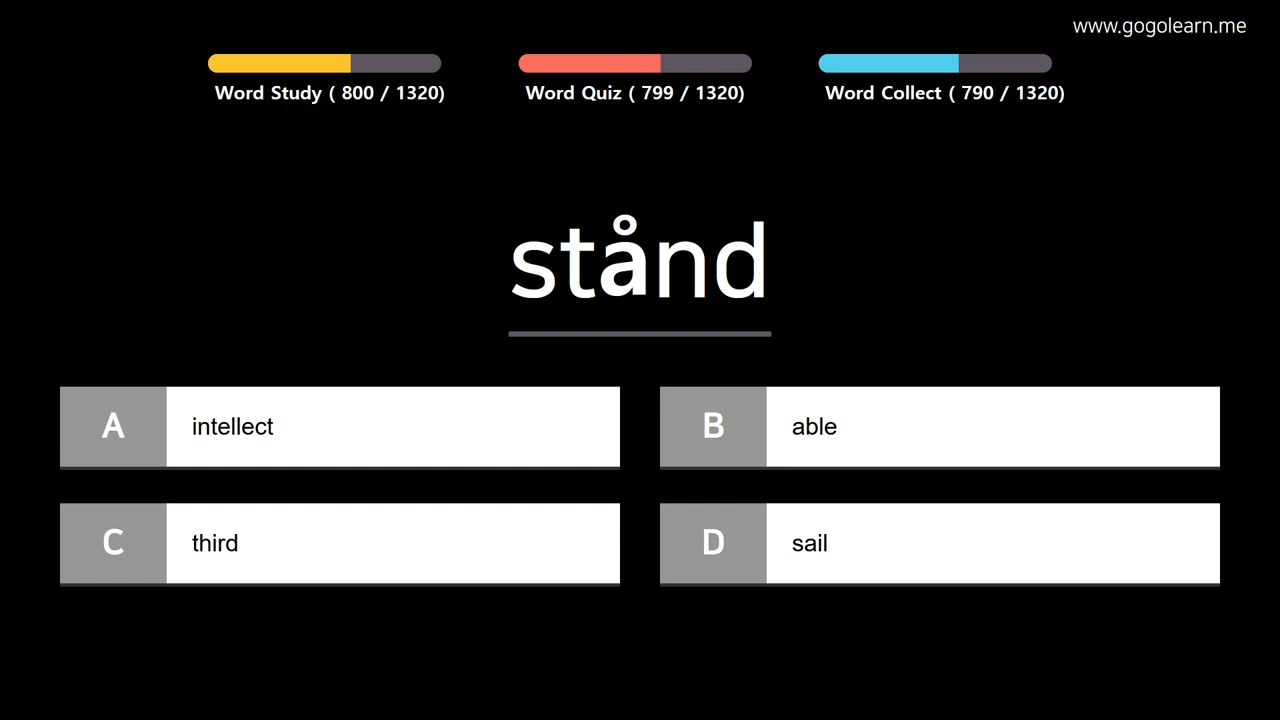 www.gogolearn.me
Word Study ( 800 / 1320)
Word Quiz ( 799 / 1320)
Word Collect ( 790 / 1320)
stånd
A intellect
B able
C third
D sail